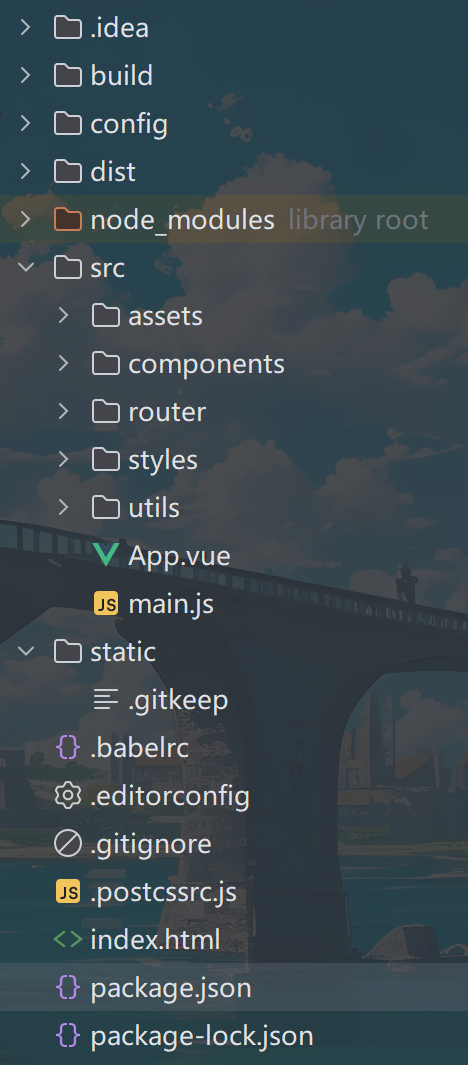 .idea
build
config
dist
node_modules library root
src
assets
components
router
styles
utils
App.vue
JS main.js
static
.gitkeep
{} .babelrc
.editorconfig
.gitignore
JS .postcssrc.js
<> index.html
{} package.json
{} package-lock.json